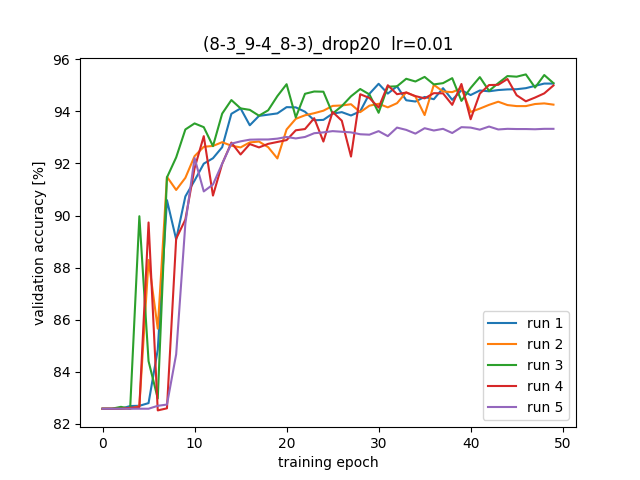 (8-3_9-4_8-3)_drop20 lr=0.01
validation accuracy [%]
96
94
92
90
88
86
84
82
0 10 20 30 40 50
training epoch
run 1
run 2
run 3
run 4
run 5